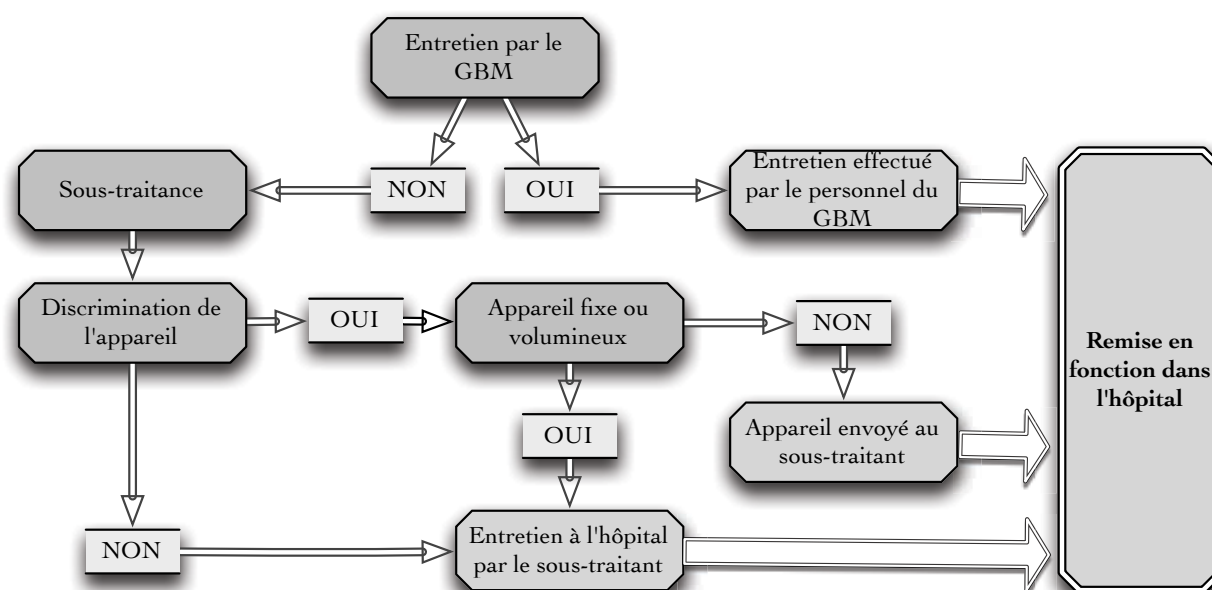 Entretien par le
GBM
Sous-traitance
NON
OUI
Entretien effectué
par le personnel du
GBM
Discrimination de
l'appareil
OUI
Appareil fixe ou
volumineux
NON
Remise en
fonction dans
l'hôpital
OUI
Appareil envoyé au
sous-traitant
NON
Entretien à l'hôpital
par le sous-traitant